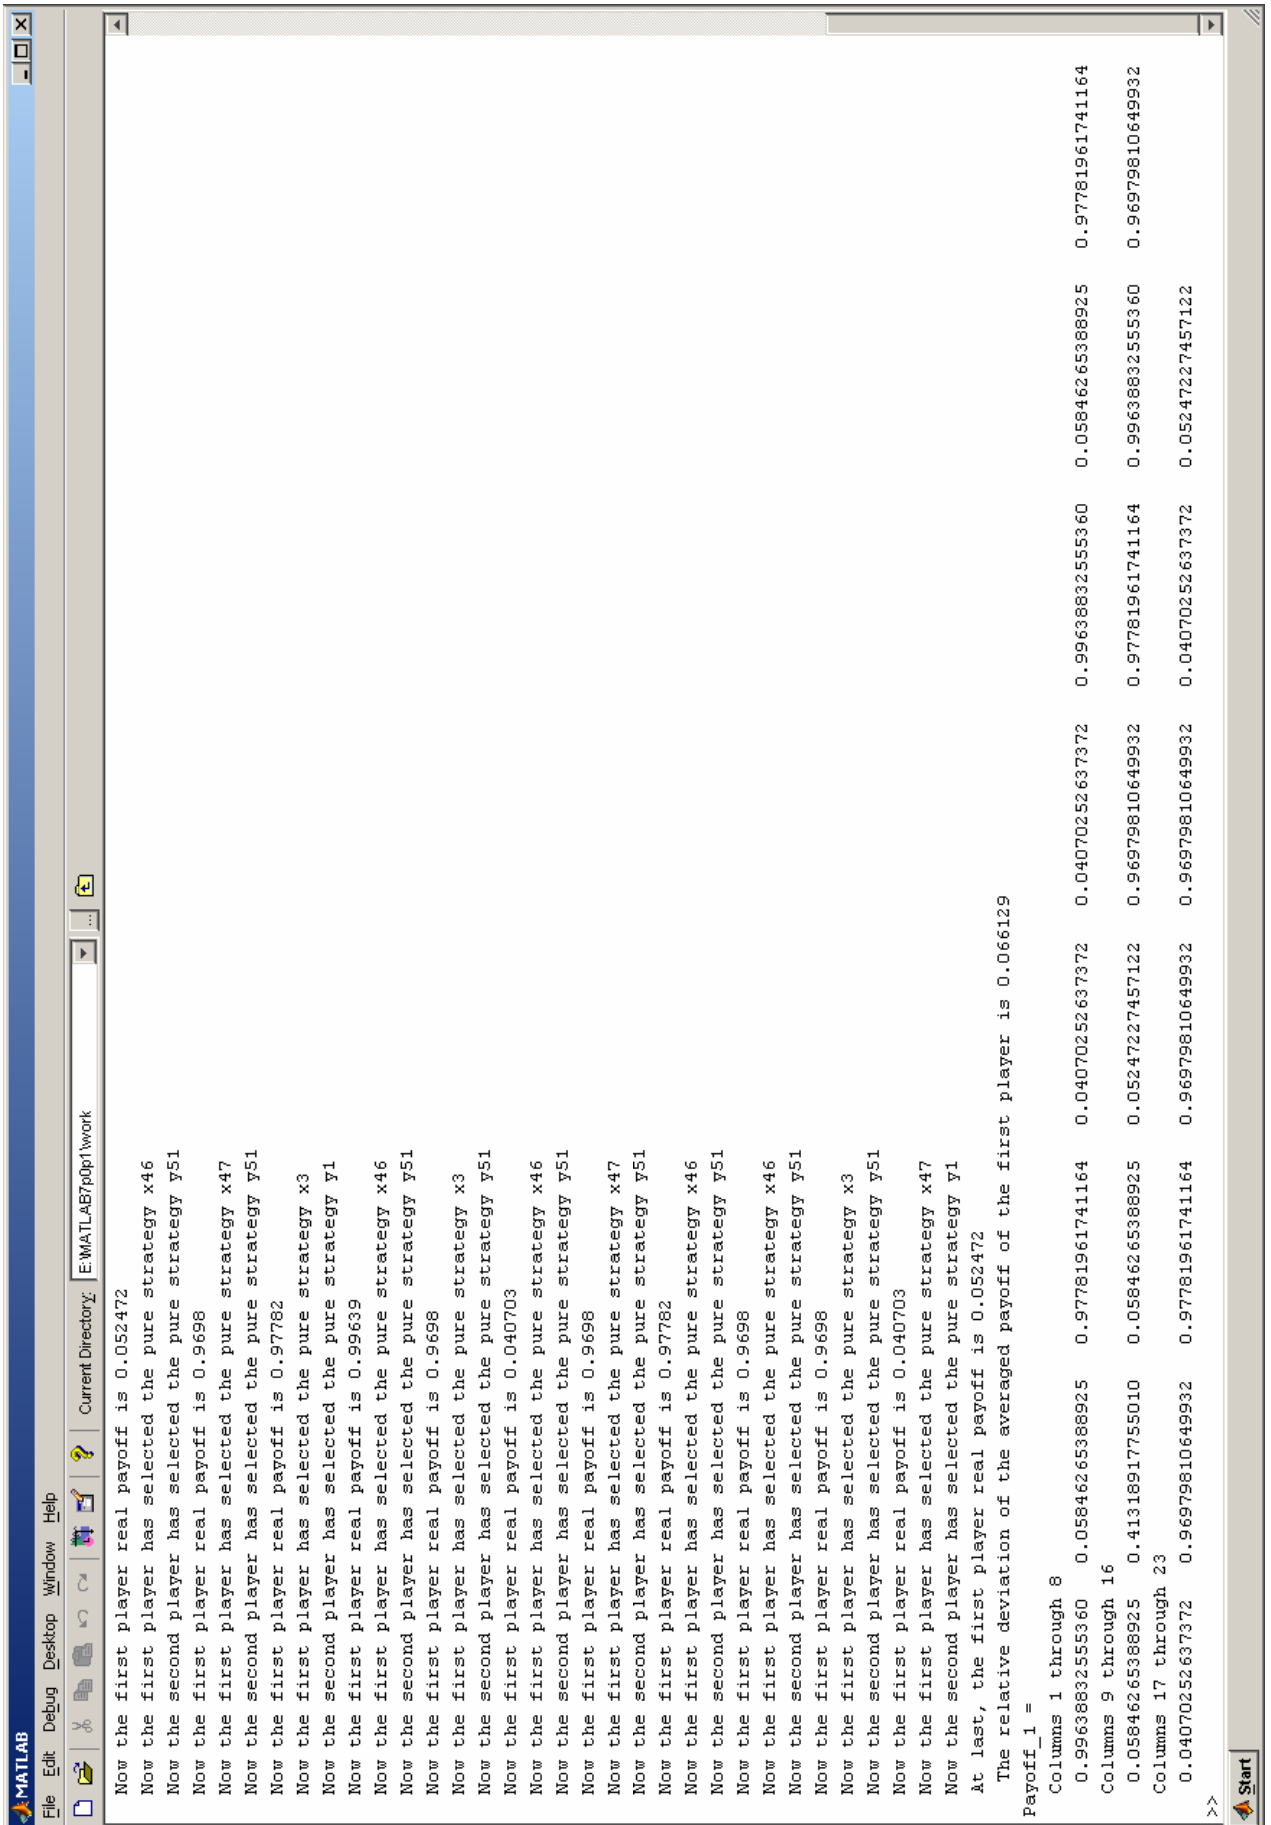 MATLAB
File Edit Debug Desktop Window Help
Current Directory: E:\MATLAB7p0p1\work ...
Now the first player real payoff is 0.052472
Now the first player has selected the pure strategy x46
Now the second player has selected the pure strategy y51
Now the first player real payoff is 0.9698
Now the first player has selected the pure strategy x47
Now the second player has selected the pure strategy y51
Now the first player real payoff is 0.97782
Now the first player has selected the pure strategy x3
Now the second player has selected the pure strategy y1
Now the first player real payoff is 0.99639
Now the first player has selected the pure strategy x46
Now the second player has selected the pure strategy y51
Now the first player real payoff is 0.9698
Now the first player has selected the pure strategy x3
Now the second player has selected the pure strategy y51
Now the first player real payoff is 0.040703
Now the first player has selected the pure strategy x46
Now the second player has selected the pure strategy y51
Now the first player real payoff is 0.9698
Now the first player has selected the pure strategy x47
Now the second player has selected the pure strategy y51
Now the first player real payoff is 0.97782
Now the first player has selected the pure strategy x46
Now the second player has selected the pure strategy y51
Now the first player real payoff is 0.9698
Now the first player has selected the pure strategy x46
Now the second player has selected the pure strategy y51
Now the first player real payoff is 0.9698
Now the first player has selected the pure strategy x3
Now the second player has selected the pure strategy y51
Now the first player real payoff is 0.040703
Now the first player has selected the pure strategy x47
Now the second player has selected the pure strategy y1
At last, the first player real payoff is 0.052472
The relative deviation of the averaged payoff of the first player is 0.066129
Payoff_1 =
Columns 1 through 8
0.99638832555360 0.05846265388925 0.97781961741164 0.04070252637372 0.04070252637372 0.99638832555360 0.05846265388925 0.97781961741164
Columns 9 through 16
0.05846265388925 0.41318917755010 0.05846265388925 0.05247227457122 0.96979810649932 0.97781961741164 0.99638832555360 0.96979810649932
Columns 17 through 23
0.04070252637372 0.96979810649932 0.97781961741164 0.96979810649932 0.96979810649932 0.04070252637372 0.05247227457122
>>
Start